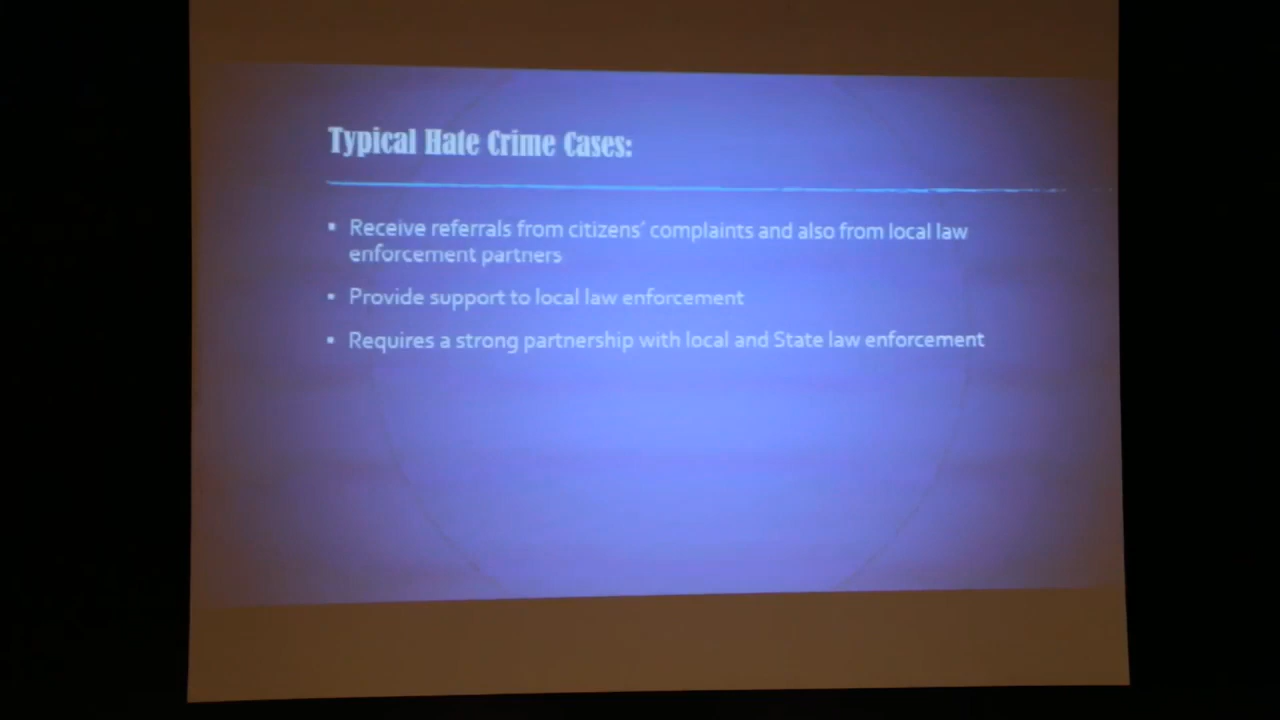 Typical Hate Crime Cases:
▪ Receive referrals from citizens’ complaints and also from local law
enforcement partners
▪ Provide support to local law enforcement
▪ Requires a strong partnership with local and State law enforcement